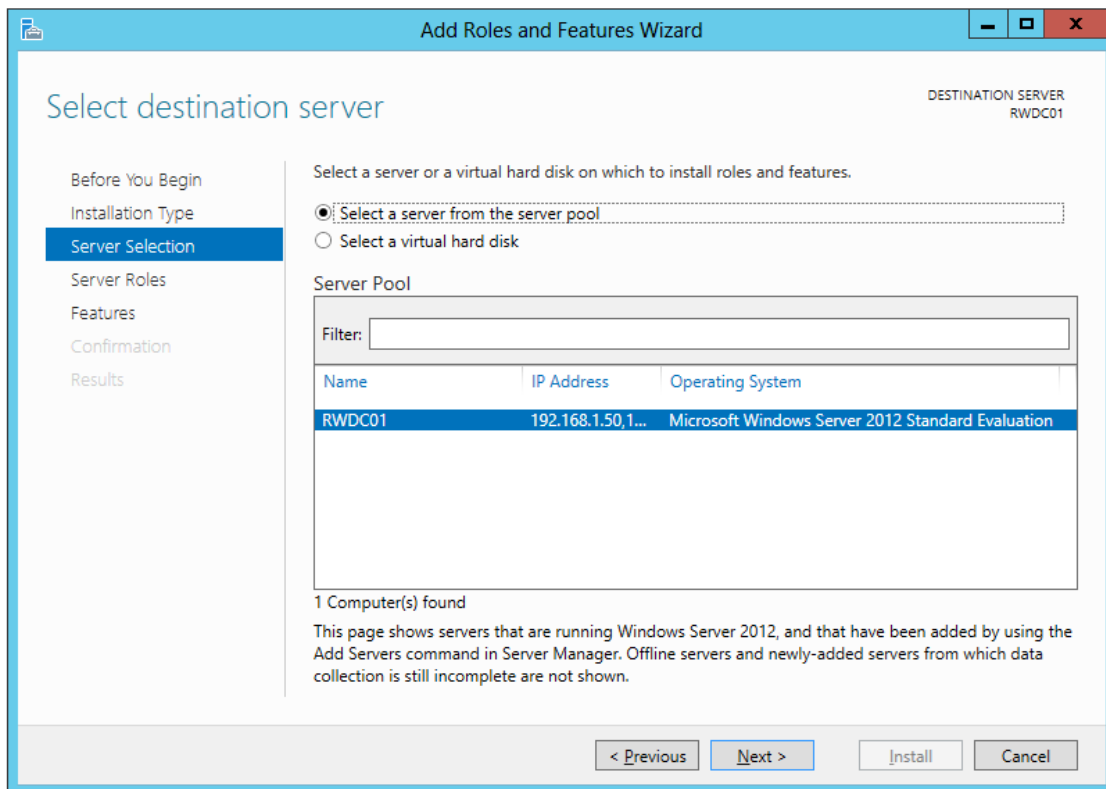 Add Roles and Features Wizard
Select destination server
DESTINATION SERVER
RWDC01
Before You Begin
Installation Type
Server Selection
Server Roles
Features
Confirmation
Results
Select a server or a virtual hard disk on which to install roles and features.
Select a server from the server pool
Select a virtual hard disk
Server Pool
Filter:
Name IP Address Operating System
RWDC01 192.168.1.50,1... Microsoft Windows Server 2012 Standard Evaluation
1 Computer(s) found
This page shows servers that are running Windows Server 2012, and that have been added by using the
Add Servers command in Server Manager. Offline servers and newly-added servers from which data
collection is still incomplete are not shown.
< Previous Next > Install Cancel